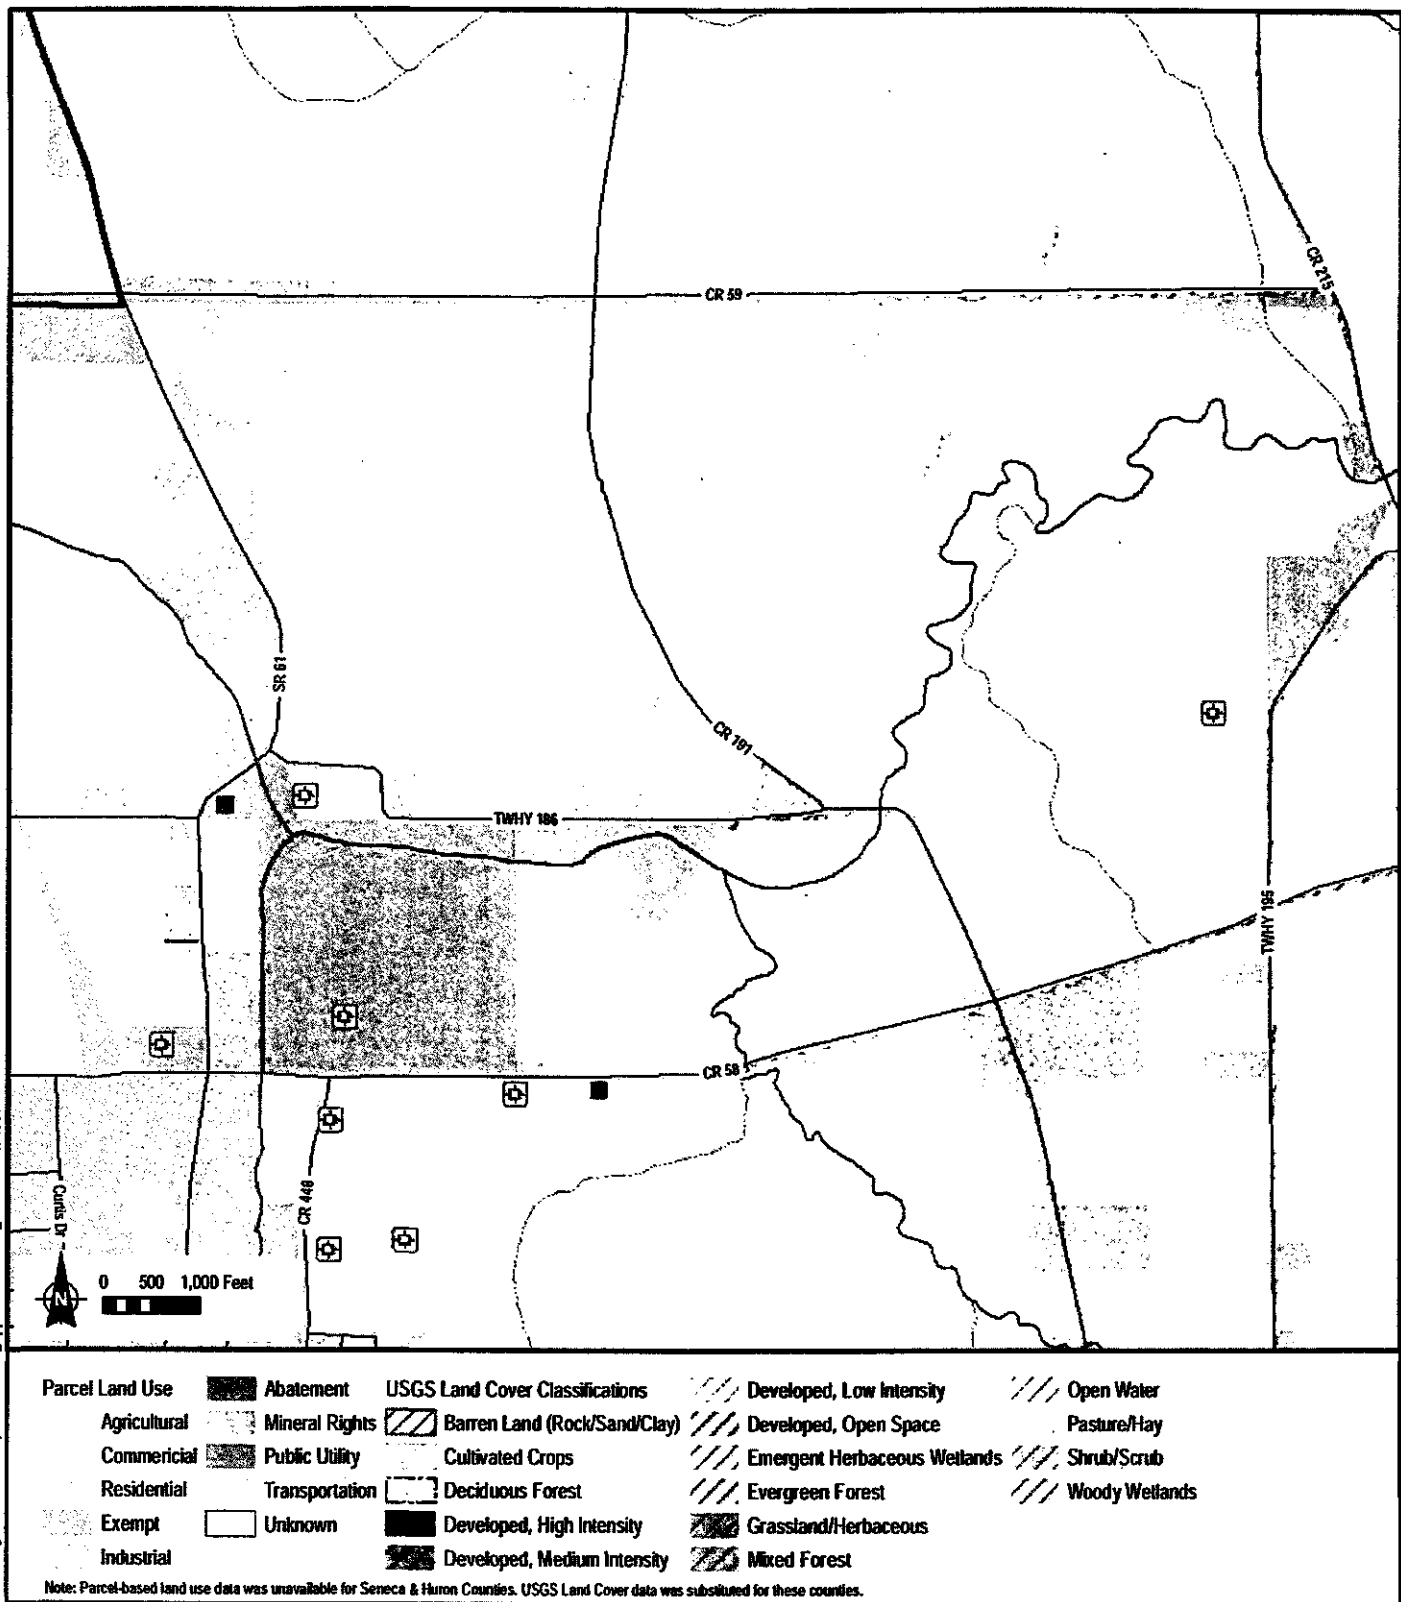 CR 59
CR 215
SR 61
CR 191
TWHY 186
TWHY 195
CR 58
CR 448
Curtis Dr
N
0 500 1,000 Feet
Parcel Land Use
Agricultural
Commericial
Residential
Exempt
Industrial
Abatement
Mineral Rights
Public Utility
Transportation
Unknown
USGS Land Cover Classifications
Barren Land (Rock/Sand/Clay)
Cultivated Crops
Deciduous Forest
Developed, High Intensity
Developed, Medium Intensity
Developed, Low Intensity
Developed, Open Space
Emergent Herbaceous Wetlands
Evergreen Forest
Grassland/Herbaceous
Mixed Forest
Open Water
Pasture/Hay
Shrub/Scrub
Woody Wetlands
Note: Parcel-based land use data was unavailable for Seneca & Huron Counties. USGS Land Cover data was substituted for these counties.